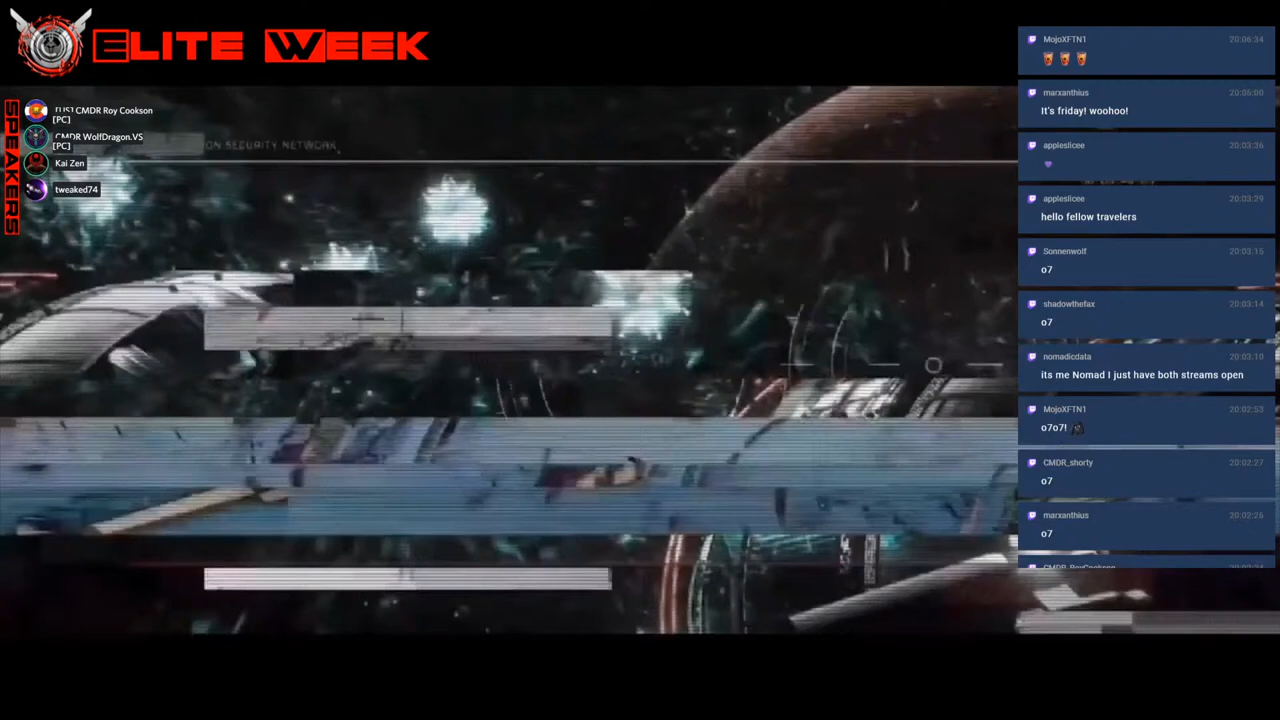 ELITE WEEK
SPEAKERS
[US] CMDR Roy Cookson
[PC]
CMDR WolfDragon.VS
[PC]
Kai Zen
tweaked74
ON SECURITY NETWORK
MojoXFTN1 20:06:34
marxanthius 20:05:00
It's friday! woohoo!
appleslicee 20:03:36
appleslicee 20:03:29
hello fellow travelers
Sonnenwolf 20:03:15
o7
shadowthefax 20:03:14
o7
nomadicdata 20:03:10
its me Nomad I just have both streams open
MojoXFTN1 20:02:53
o7o7!
CMDR_shorty 20:02:27
o7
marxanthius 20:02:26
o7